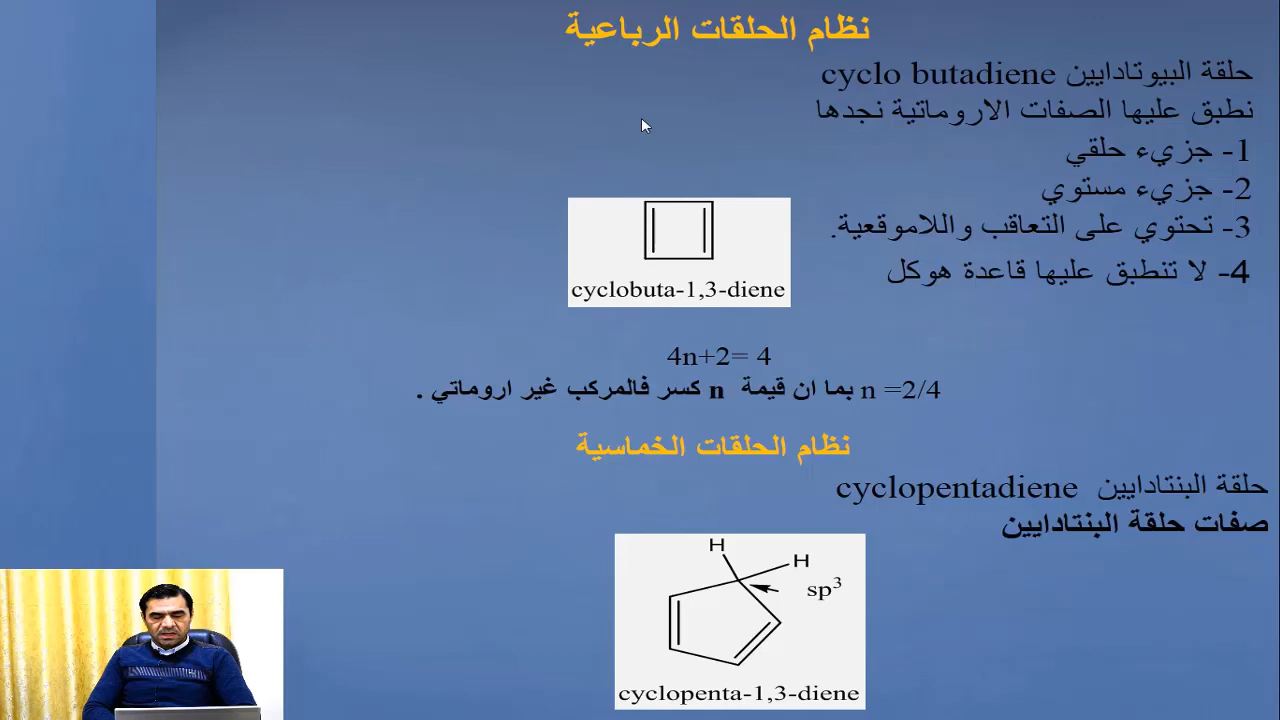 نظام الحلقات الرباعية
حلقة البيوتادايين cyclo butadiene
نطبق عليها الصفات الاروماتية نجدها
1- جزيء حلقي
2- جزيء مستوي
3- تحتوي على التعاقب واللاموقعية.
4- لا تنطبق عليها قاعدة هوكل
cyclobuta-1,3-diene
4n+2= 4
n =2/4 بما ان قيمة n كسر فالمركب غير اروماتي .
نظام الحلقات الخماسية
حلقة البنتادايين cyclopentadiene
صفات حلقة البنتادايين
H
H
sp3
cyclopenta-1,3-diene